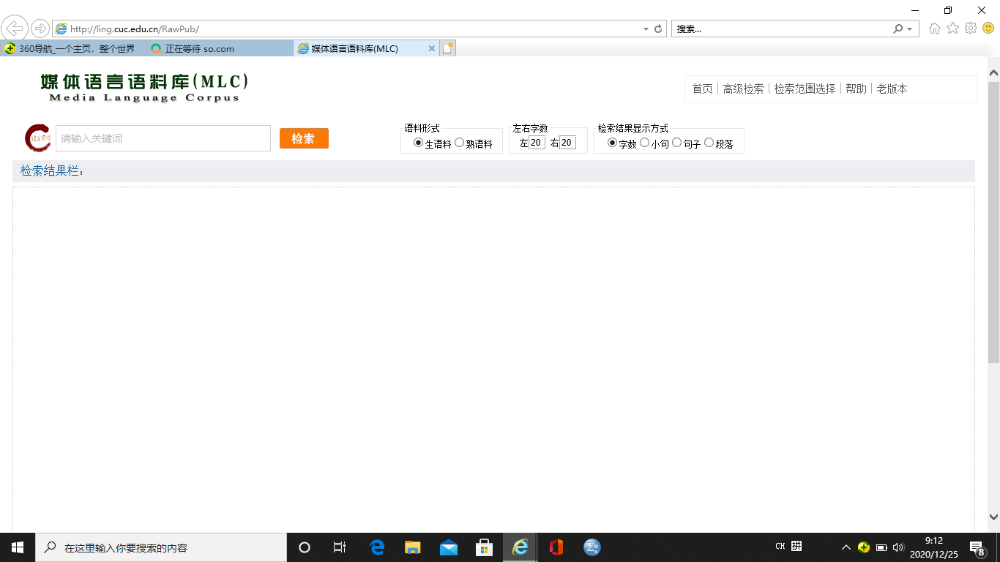 http://ling.cuc.edu.cn/RawPub/
搜索...
360导航_一个主页，整个世界
正在等待 so.com
媒体语言语料库(MLC)
媒体语言语料库(MLC)
Media Language Corpus
首页|高级检索|检索范围选择|帮助|老版本
请输入关键词
检索
语料形式
生语料 熟语料
左右字数
左20 右20
检索结果显示方式
字数 小句 句子 段落
检索结果栏：
在这里输入你要搜索的内容
CH 拼
9:12
2020/12/25
8